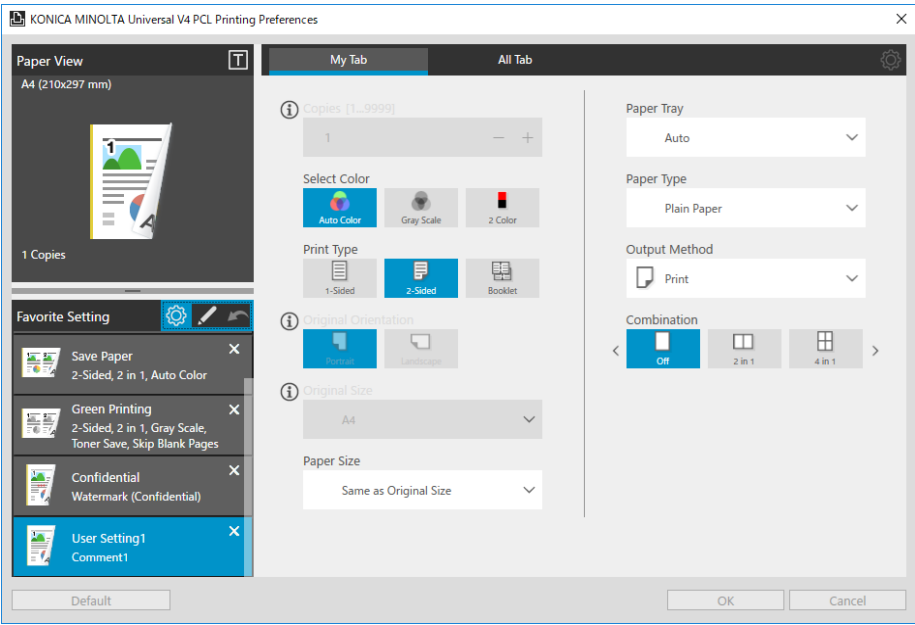 KONICA MINOLTA Universal V4 PCL Printing Preferences
Paper View
T
A4 (210x297 mm)
1
A
1 Copies
Favorite Setting
Save Paper
2-Sided, 2 in 1, Auto Color
Green Printing
2-Sided, 2 in 1, Gray Scale,
Toner Save, Skip Blank Pages
Confidential
Watermark (Confidential)
User Setting1
Comment1
My Tab
All Tab
Copies [1...9999]
1
Select Color
Auto Color
Gray Scale
2 Color
Print Type
1-Sided
2-Sided
Booklet
Original Orientation
Portrait
Landscape
Original Size
A4
Paper Size
Same as Original Size
Paper Tray
Auto
Paper Type
Plain Paper
Output Method
Print
Combination
Off
2 in 1
4 in 1
Default
OK
Cancel